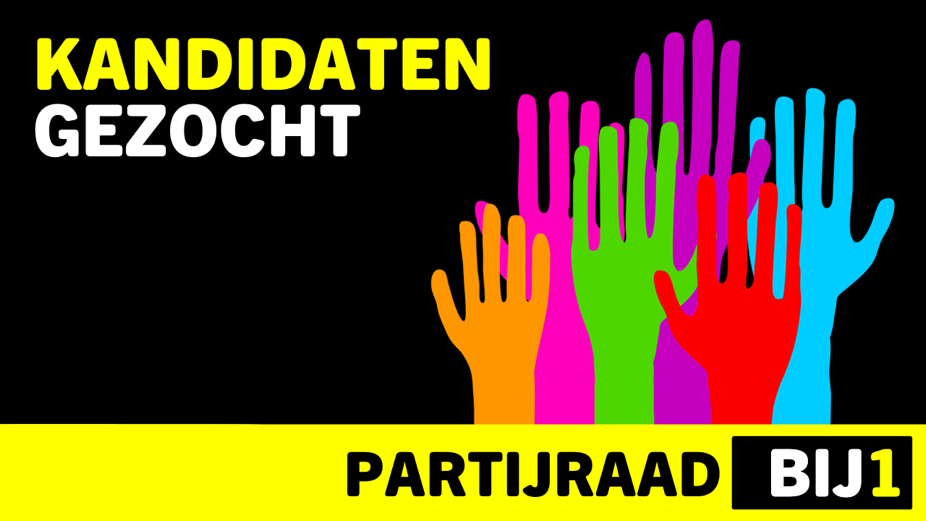 KANDIDATEN
GEZOCHT
PARTIJRAAD BIJ1